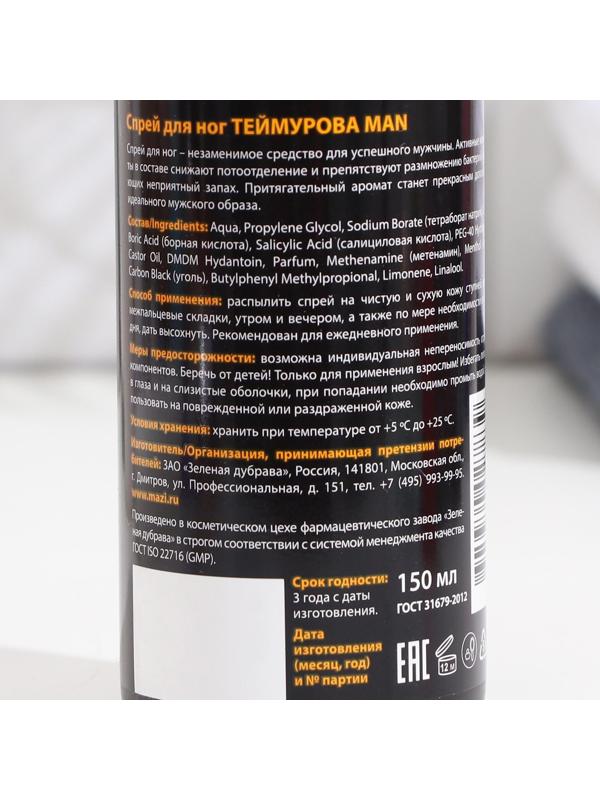 Спрей для ног ТЕЙМУРОВА MAN
Спрей для ног – незаменимое средство для успешного мужчины. Активные
ты в составе снижают потоотделение и препятствуют размножению бактерий
ющих неприятный запах. Притягательный аромат станет прекрасным
идеального мужского образа.
Состав/Ingredients: Aqua, Propylene Glycol, Sodium Borate (тетраборат натри
Boric Acid (борная кислота), Salicylic Acid (салициловая кислота), PEG-40
Castor Oil, DMDM Hydantoin, Parfum, Methenamine (метенамин), Menthol
Carbon Black (уголь), Butylphenyl Methylpropional, Limonene, Linalool.
Способ применения: распылить спрей на чистую и сухую кожу
межпальцевые складки, утром и вечером, а также по мере необходимости
дня, дать высохнуть. Рекомендован для ежедневного применения.
Меры предосторожности: возможна индивидуальная непереносимость
компонентов. Беречь от детей! Только для применения взрослым! Избегать
в глаза и на слизистые оболочки, при попадании необходимо промыть
пользовать на поврежденной или раздраженной коже.
Условия хранения: хранить при температуре от +5 ºС до +25 ºС.
Изготовитель/Организация, принимающая претензии потре-
бителей: ЗАО «Зеленая дубрава», Россия, 141801, Московская обл.,
г. Дмитров, ул. Профессиональная, д. 151, тел. +7 (495) 993-99-95.
www.mazi.ru
Произведено в косметическом цехе фармацевтического завода «Зеле-
ная дубрава» в строгом соответствии с системой менеджмента качества
ГОСТ ISO 22716 (GMP).
Срок годности:
3 года с даты
изготовления.
150 мл
ГОСТ 31679-2012
Дата
изготовления
(месяц, год)
и № партии
EAC
12 м